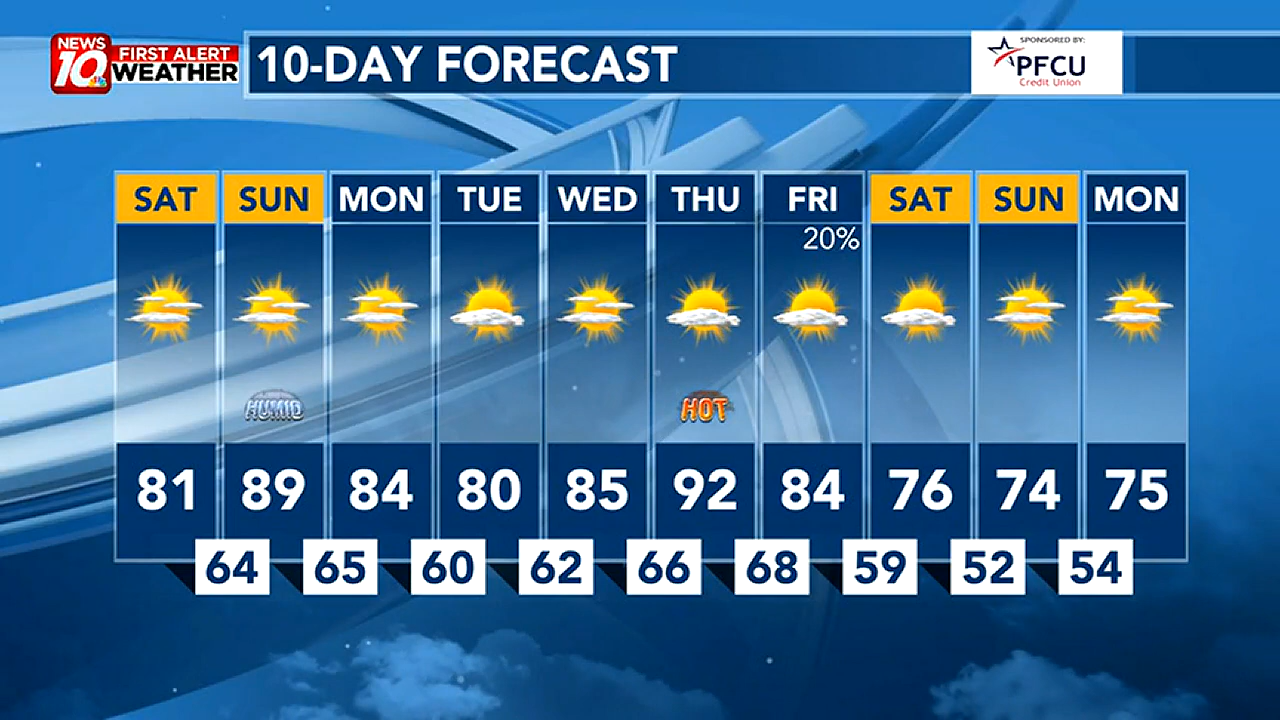 NEWS
10
FIRST ALERT
WEATHER
10-DAY FORECAST
SPONSORED BY:
PFCU
Credit Union
SAT SUN MON TUE WED THU FRI SAT SUN MON
20%
HUMID HOT
81 89 84 80 85 92 84 76 74 75
64 65 60 62 66 68 59 52 54